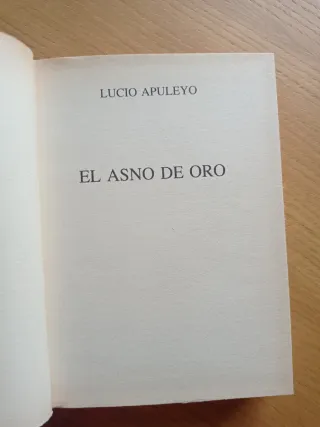 LUCIO APULEYO
EL ASNO DE ORO